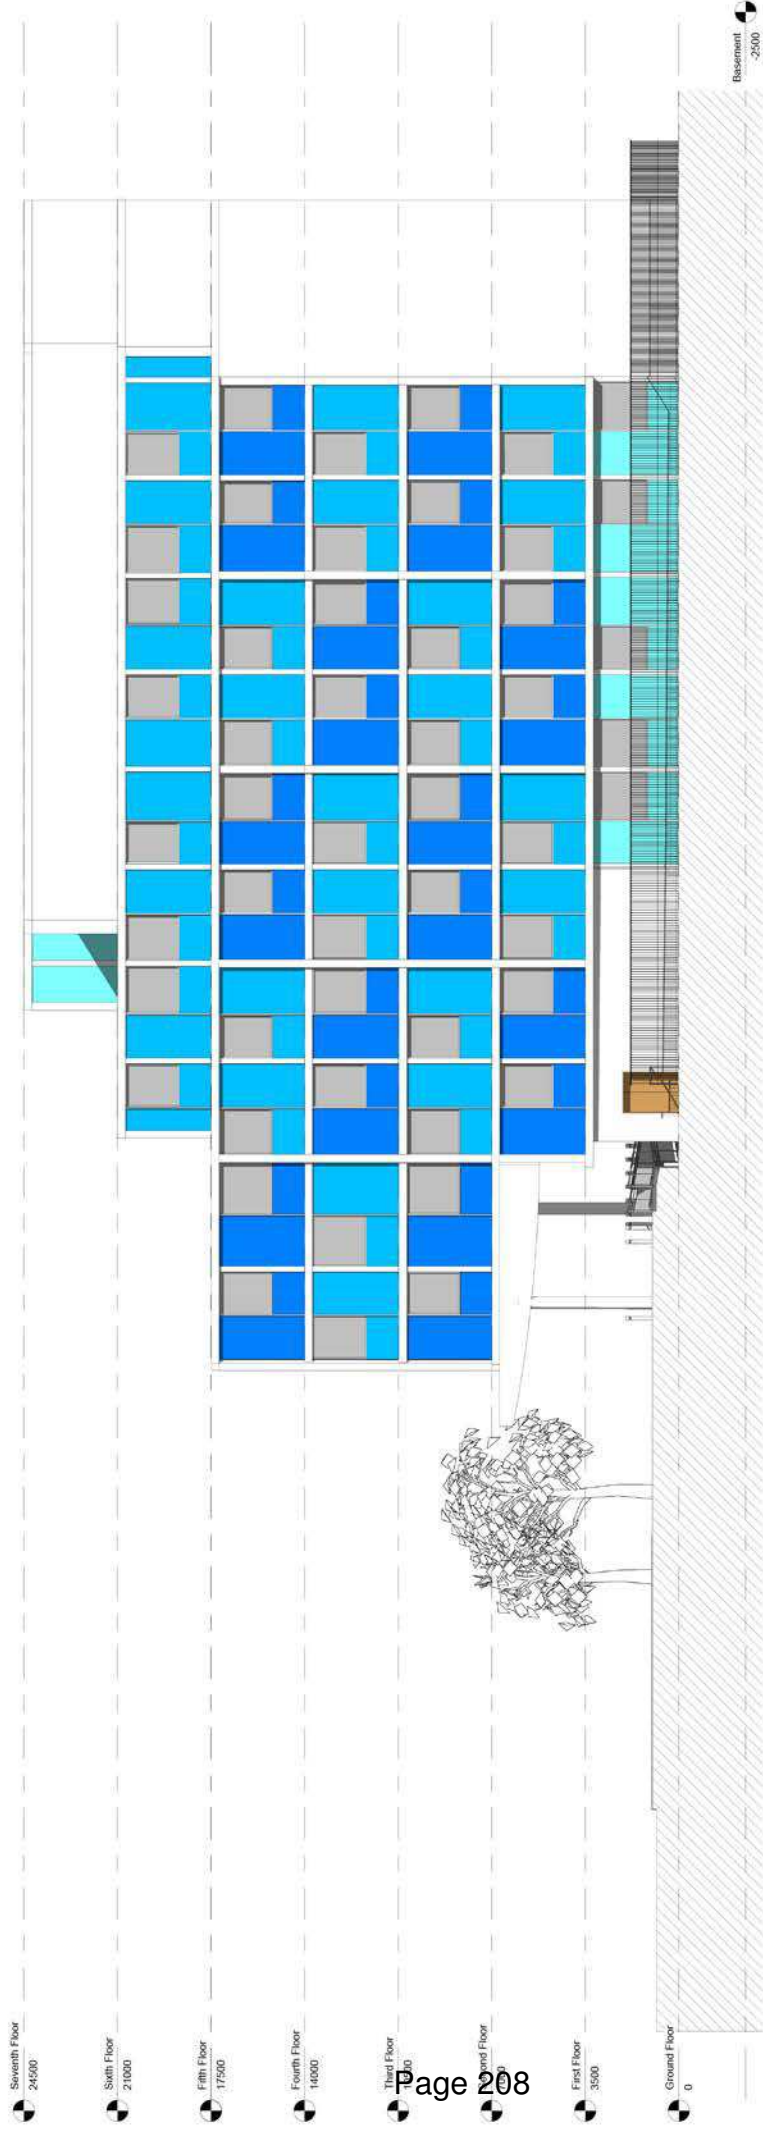 Seventh Floor
24500
Sixth Floor
21000
Fifth Floor
17500
Fourth Floor
14000
Third Floor
Floor
First Floor
3500
Ground Floor
0
Basement
-2500
Page 208